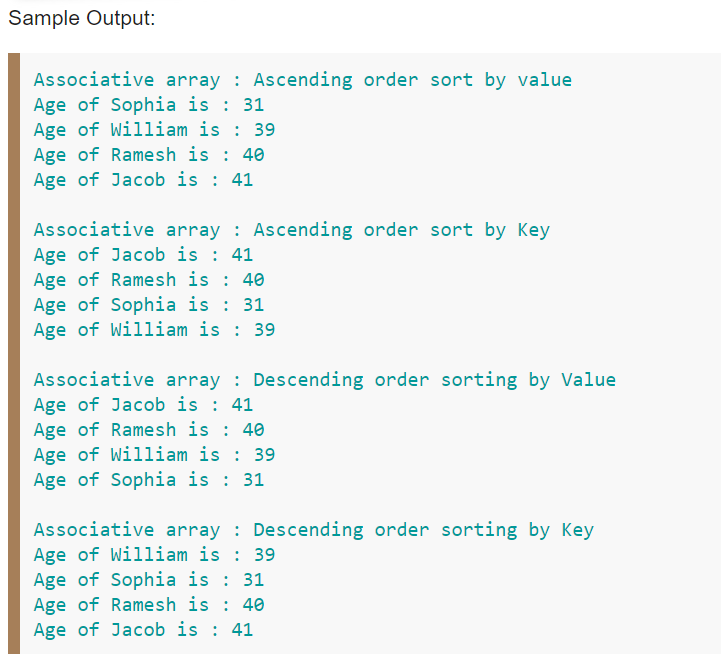 Sample Output:
Associative array : Ascending order sort by value
Age of Sophia is : 31
Age of William is : 39
Age of Ramesh is : 40
Age of Jacob is : 41
Associative array : Ascending order sort by Key
Age of Jacob is : 41
Age of Ramesh is : 40
Age of Sophia is : 31
Age of William is : 39
Associative array : Descending order sorting by Value
Age of Jacob is : 41
Age of Ramesh is : 40
Age of William is : 39
Age of Sophia is : 31
Associative array : Descending order sorting by Key
Age of William is : 39
Age of Sophia is : 31
Age of Ramesh is : 40
Age of Jacob is : 41